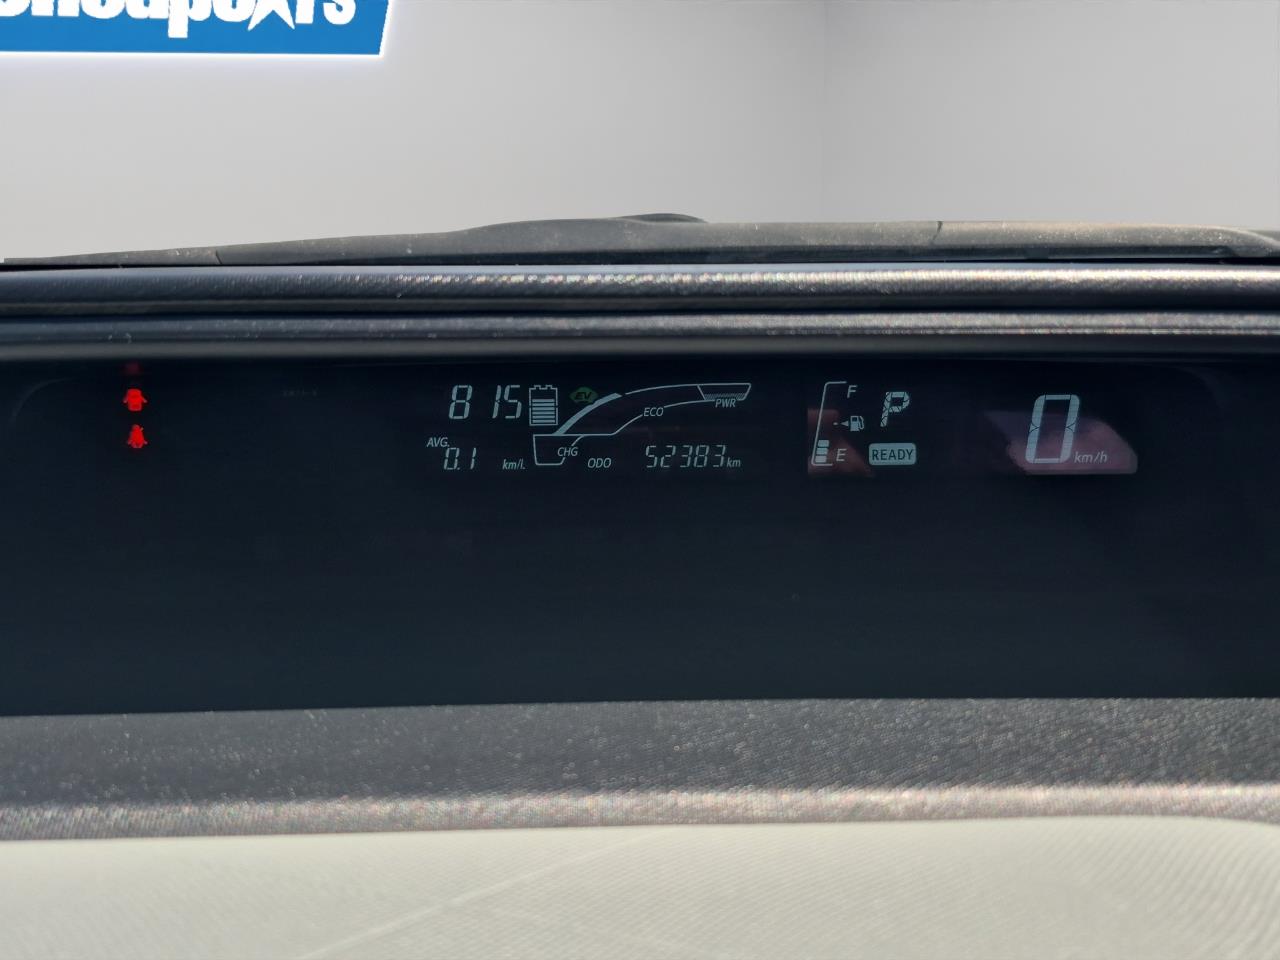 8 15
EV
PWR
ECO
AVG.
0.1 km/L
CHG
ODO 52383 km
F
P
E
READY
0 km/h